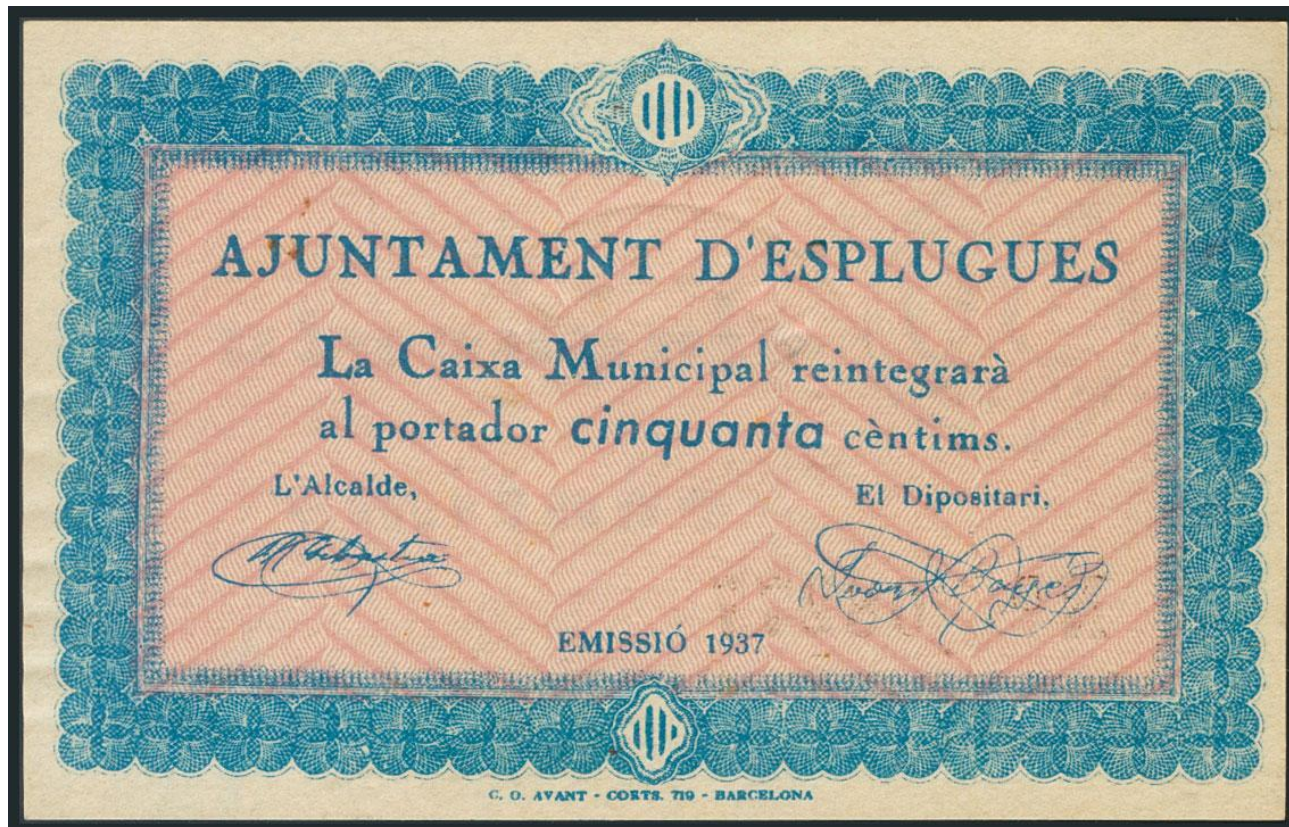 AJUNTAMENT D'ESPLUGUES
La Caixa Municipal reintegrarà
al portador cinquanta cèntims.
L'Alcalde,
El Dipositari,
EMISSIÓ 1937
C. O. AVANT - CORTS. 719 - BARCELONA